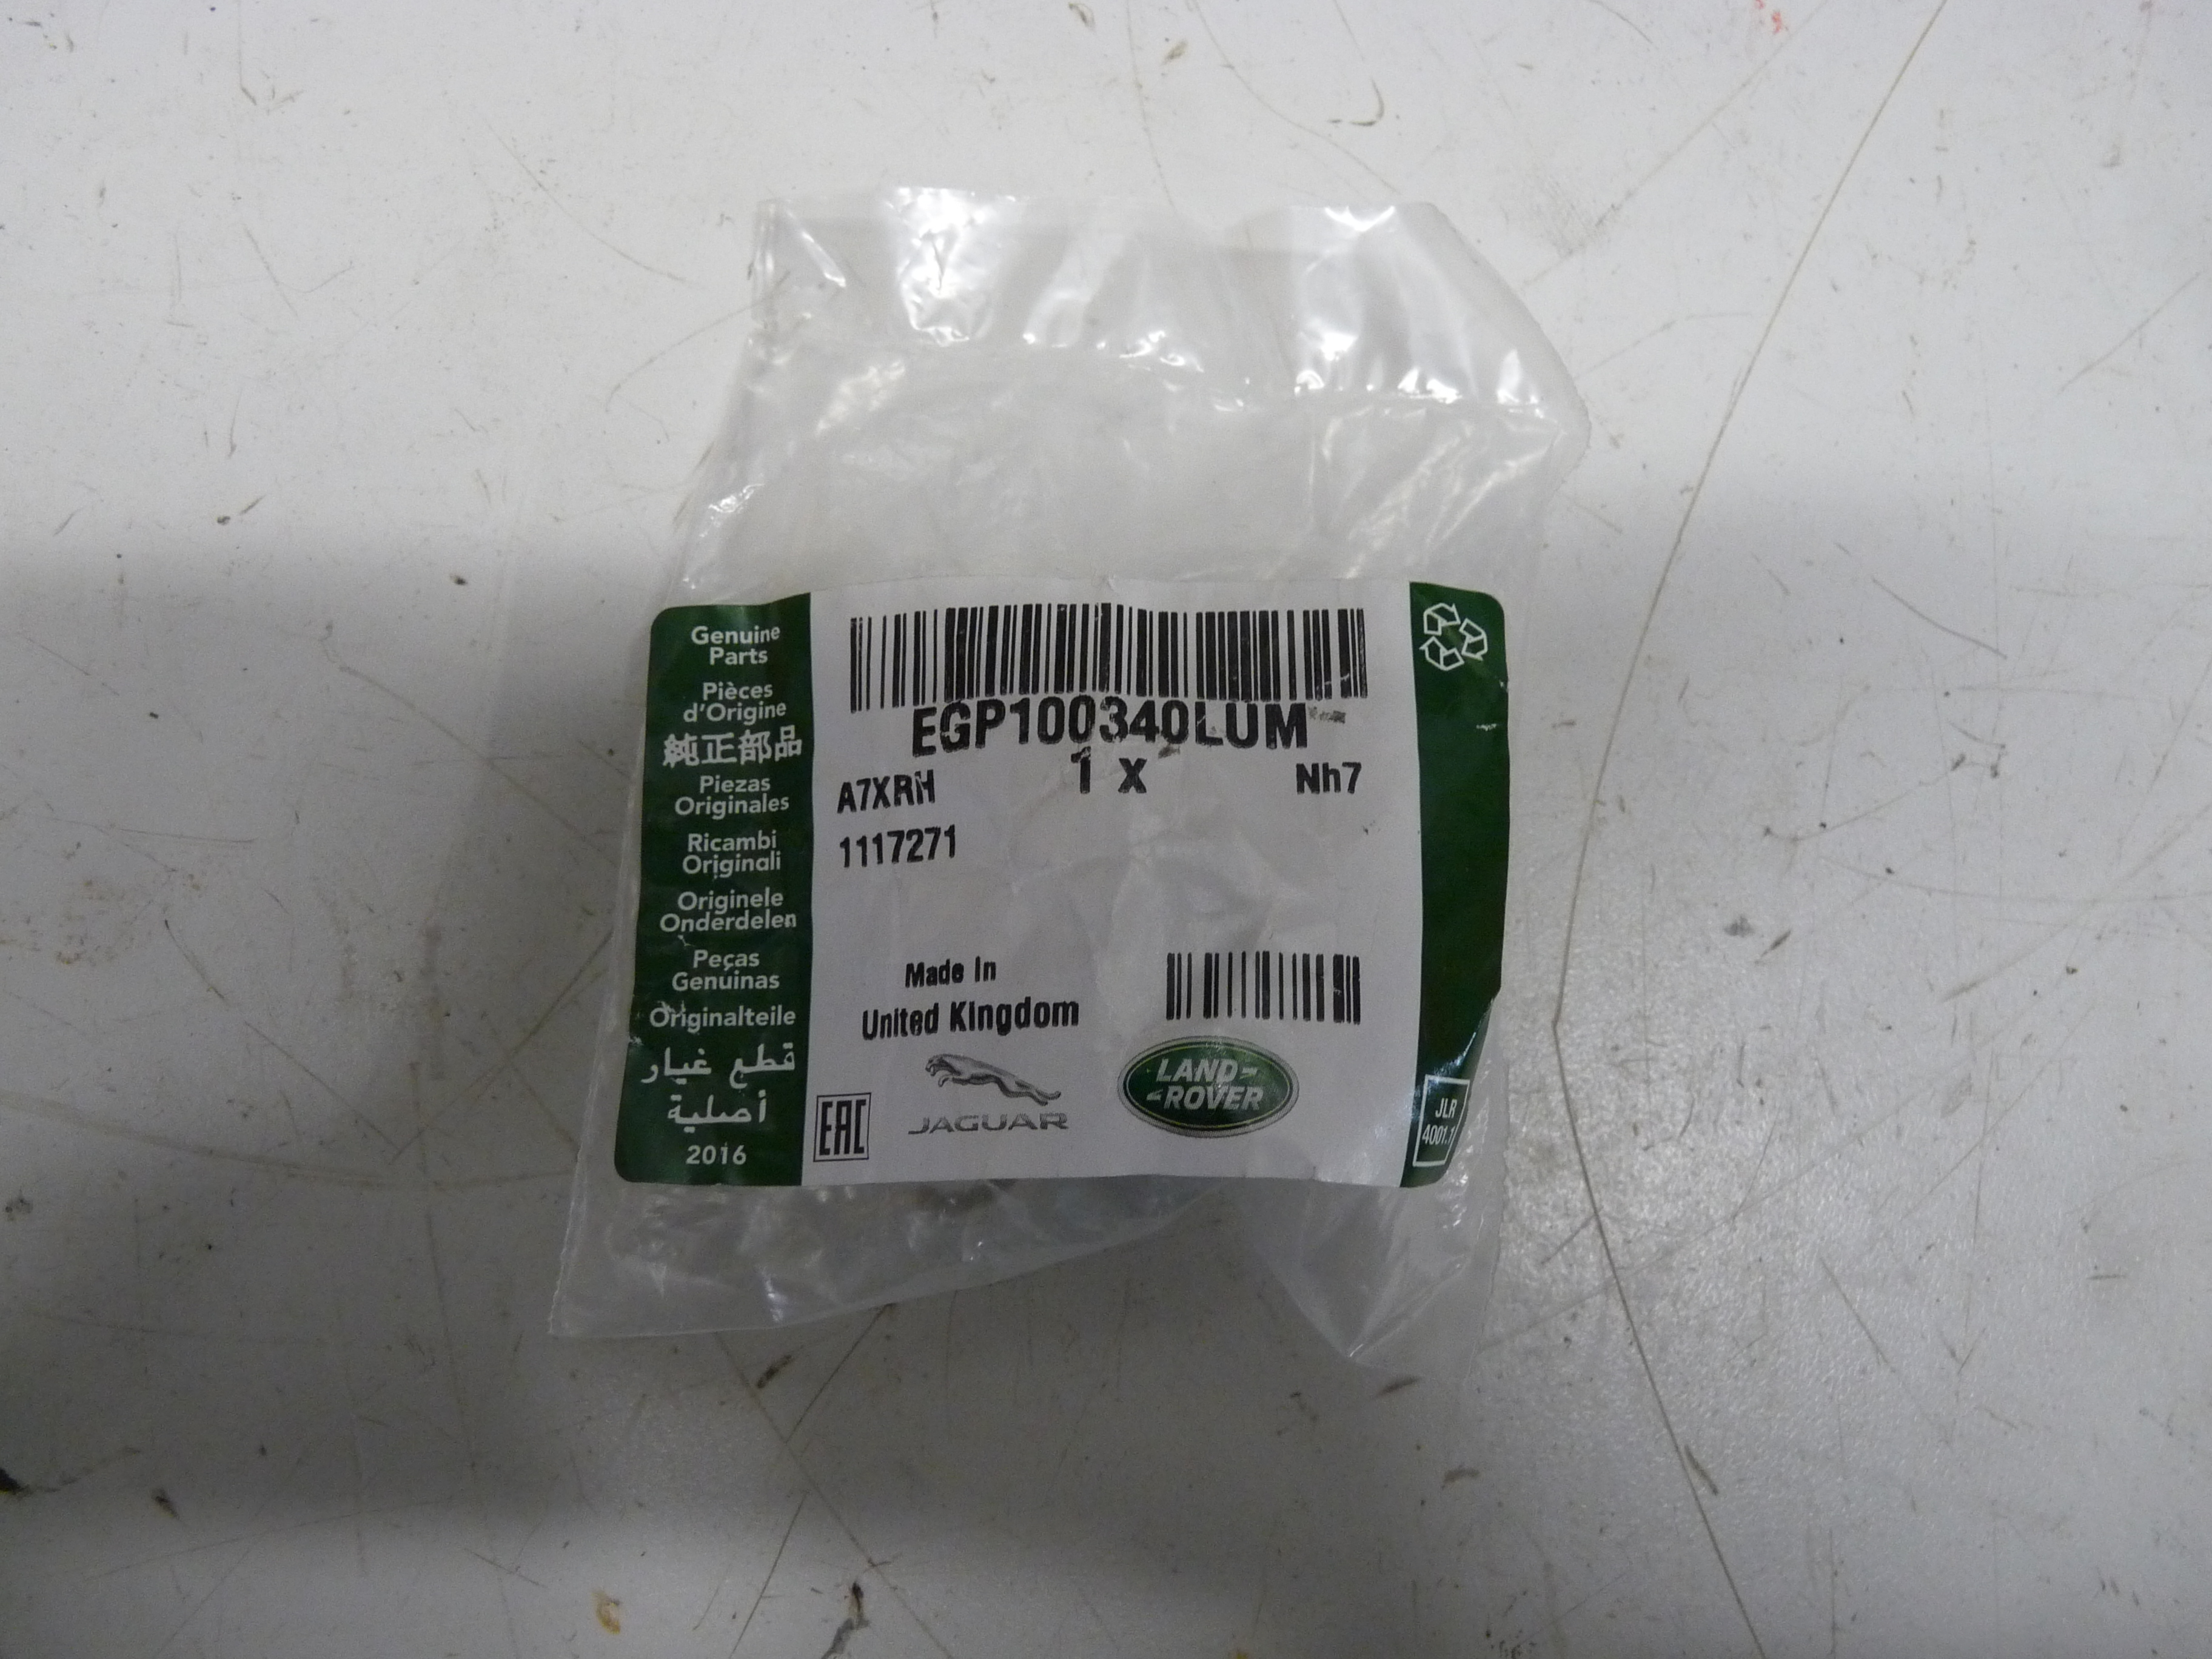 Genuine
Parts
Pièces
d'Origine
純正部品
Piezas
Originales
Ricambi
Originali
Originele
Onderdelen
Peças
Genuinas
Originalteile
قطع غيار
أصلية
2016
EGP100340LUM
1 x
A7XRH
Nh7
1117271
Made In
United Kingdom
EAC
JAGUAR
LAND-
-ROVER
JLR
4001.1